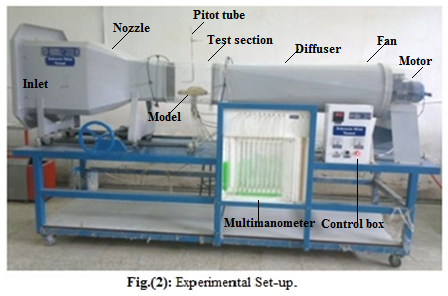 Pitot tube
Nozzle
Test section
Diffuser
Fan
Motor
Inlet
Model
Multimanometer
Control box
Fig.(2): Experimental Set-up.